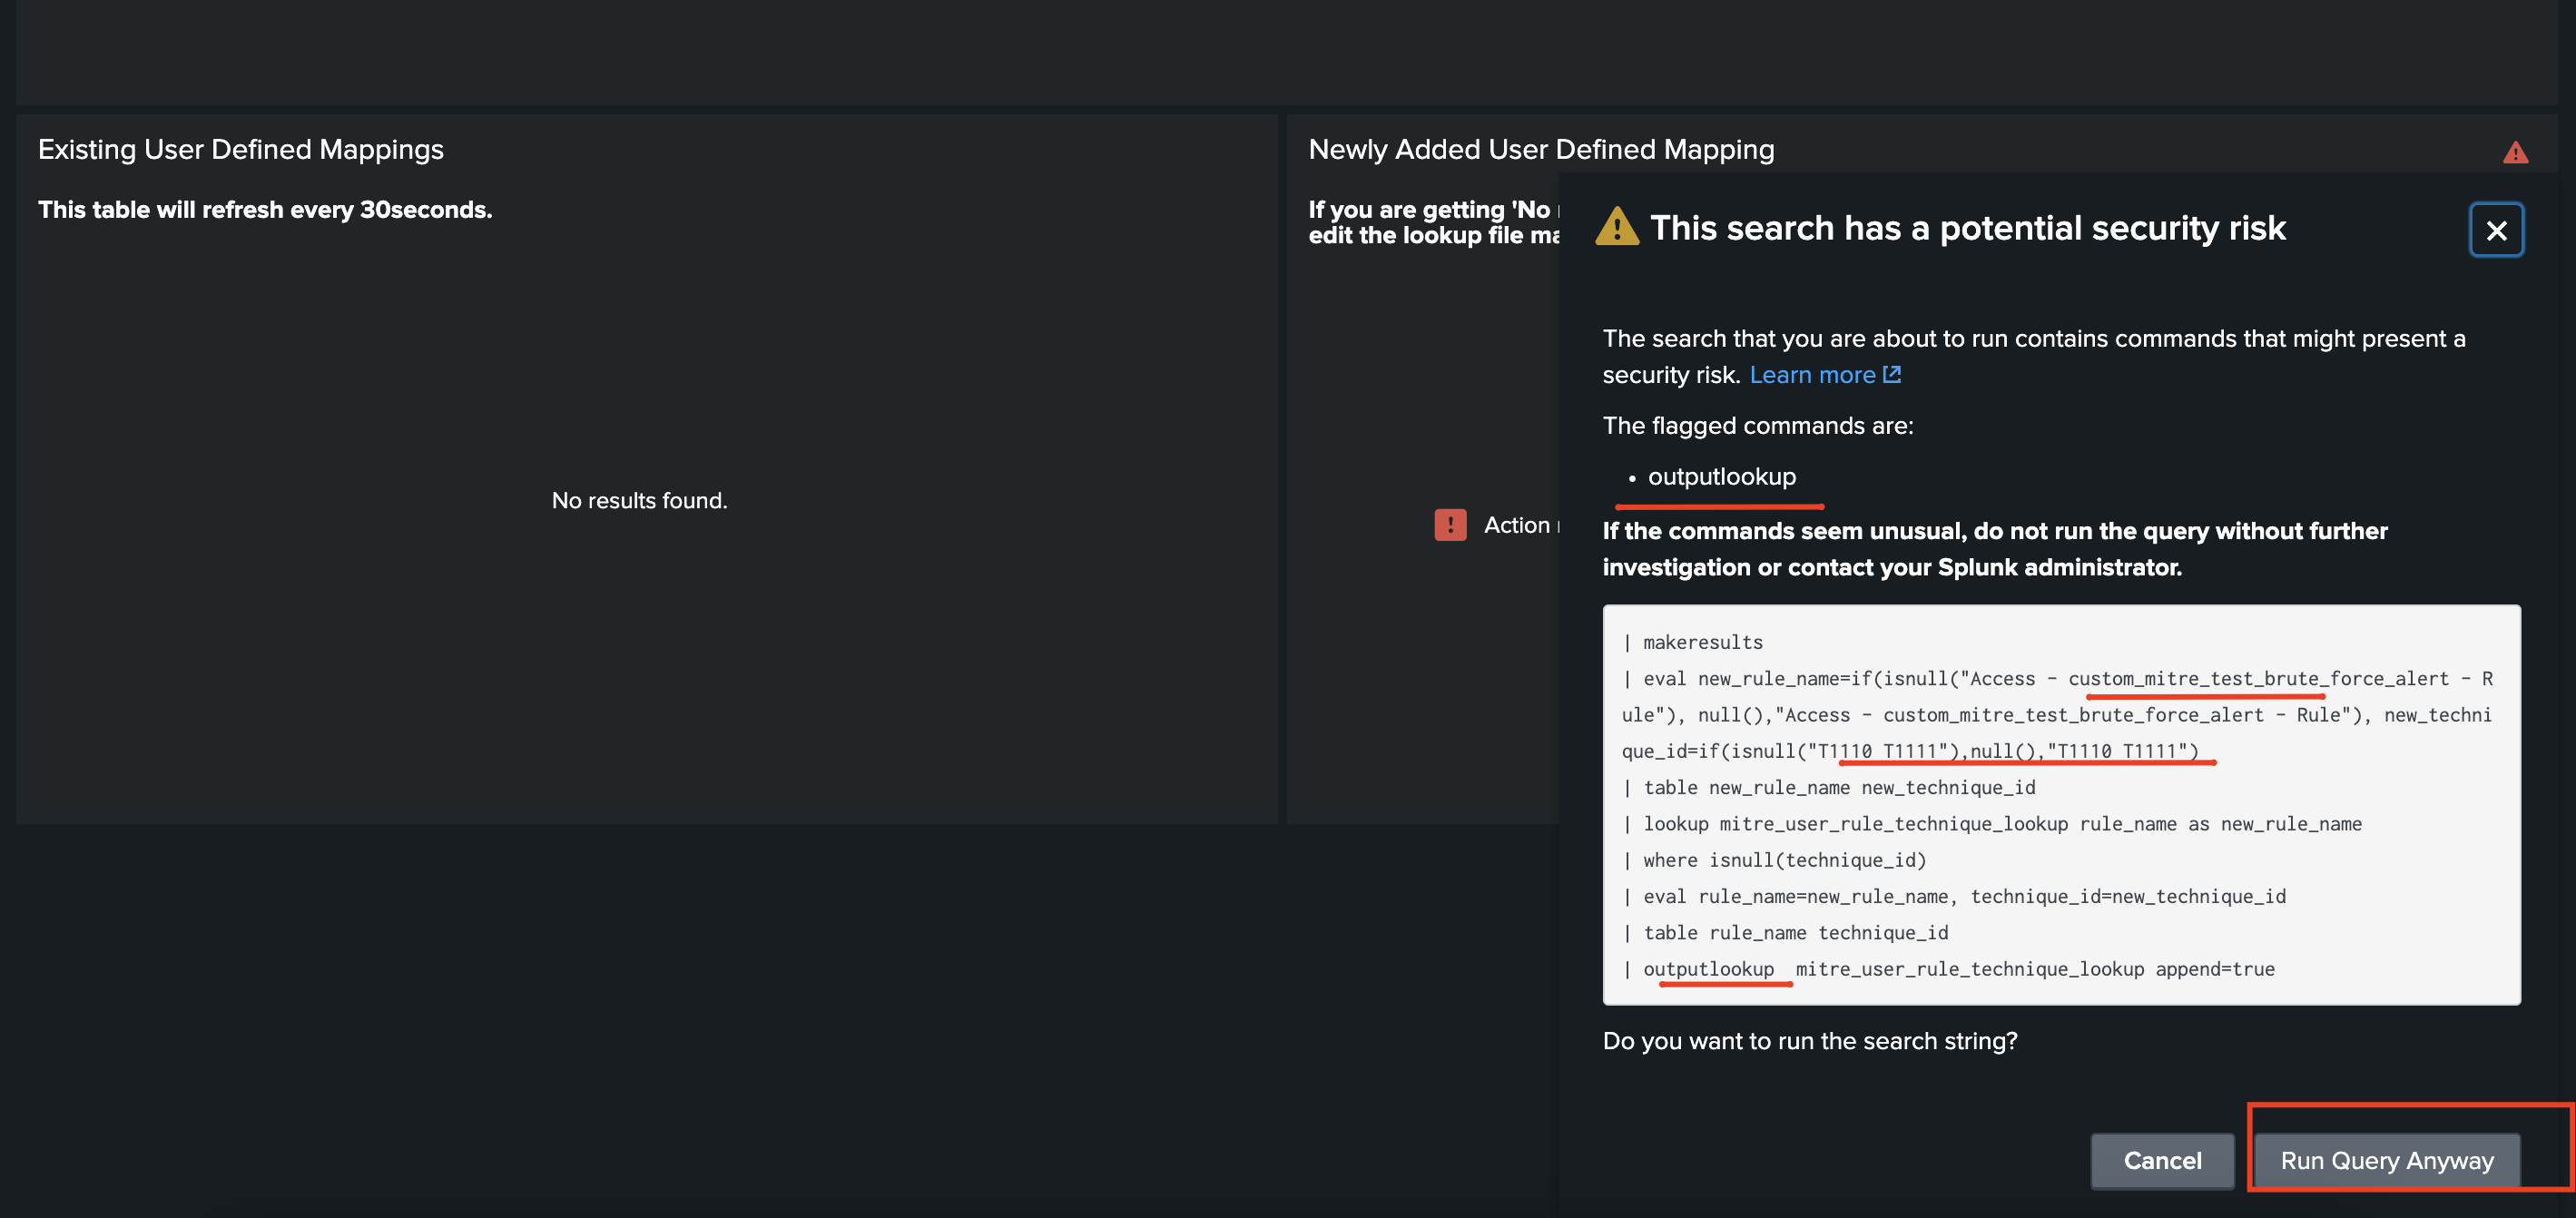 Existing User Defined Mappings
This table will refresh every 30seconds.
No results found.
Newly Added User Defined Mapping
If you are getting 'No
edit the lookup file
Action
This search has a potential security risk
The search that you are about to run contains commands that might present a
security risk. Learn more
The flagged commands are:
• outputlookup
If the commands seem unusual, do not run the query without further
investigation or contact your Splunk administrator.
| makeresults
| eval new_rule_name=if(isnull("Access - custom_mitre_test_brute_force_alert - R
ule"), null(),"Access - custom_mitre_test_brute_force_alert - Rule"), new_techni
que_id=if(isnull("T1110 T1111"),null(),"T1110 T1111")
| table new_rule_name new_technique_id
| lookup mitre_user_rule_technique_lookup rule_name as new_rule_name
| where isnull(technique_id)
| eval rule_name=new_rule_name, technique_id=new_technique_id
| table rule_name technique_id
| outputlookup  mitre_user_rule_technique_lookup append=true
Do you want to run the search string?
Cancel
Run Query Anyway